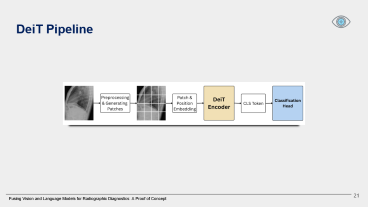 DeiT Pipeline
Preprocessing
& Generating
Patches
Patch &
Position
Embedding
DeiT
Encoder
CLS Token
Classification
Head
Fusing Vision and Language Models for Radiographic Diagnostics: A Proof of Concept
21